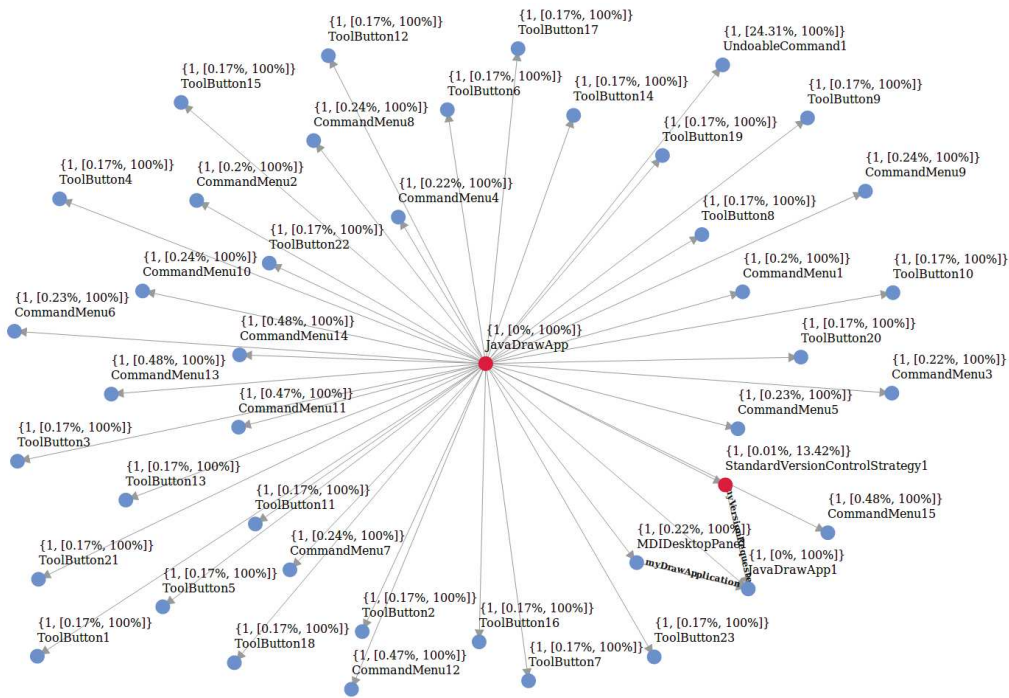 {1, [0.17%, 100%]}
ToolButton12
{1, [0.17%, 100%]}
ToolButton17
{1, [24.31%, 100%]}
UndoableCommand1
{1, [0.17%, 100%]}
ToolButton15
{1, [0.17%, 100%]}
ToolButton6
{1, [0.17%, 100%]}
ToolButton14
{1, [0.17%, 100%]}
ToolButton9
{1, [0.24%, 100%]}
CommandMenu8
{1, [0.17%, 100%]}
ToolButton19
{1, [0.17%, 100%]}
ToolButton4
{1, [0.2%, 100%]}
CommandMenu2
{1, [0.22%, 100%]}
CommandMenu4
{1, [0.24%, 100%]}
CommandMenu9
{1, [0.17%, 100%]}
ToolButton8
{1, [0.17%, 100%]}
ToolButton22
{1, [0.24%, 100%]}
CommandMenu10
{1, [0.2%, 100%]}
CommandMenu1
{1, [0.17%, 100%]}
ToolButton10
{1, [0.23%, 100%]}
CommandMenu6
{1, [0.48%, 100%]}
CommandMenu14
{1, [0%, 100%]}
JavaDrawApp
{1, [0.17%, 100%]}
ToolButton20
{1, [0.48%, 100%]}
CommandMenu13
{1, [0.22%, 100%]}
CommandMenu3
{1, [0.47%, 100%]}
CommandMenu11
{1, [0.23%, 100%]}
CommandMenu5
{1, [0.17%, 100%]}
ToolButton3
{1, [0.01%, 13.42%]}
StandardVersionControlStrategy1
{1, [0.17%, 100%]}
ToolButton13
{1, [0.17%, 100%]}
ToolButton11
{1, [0.48%, 100%]}
CommandMenu15
{1, [0.24%, 100%]}
CommandMenu7
{1, [0.22%, 100%]}
MDIDesktopPane
{1, [0%, 100%]}
JavaDrawApp1
myDrawApplication
{1, [0.17%, 100%]}
ToolButton21
{1, [0.17%, 100%]}
ToolButton5
{1, [0.17%, 100%]}
ToolButton2
{1, [0.17%, 100%]}
ToolButton16
{1, [0.17%, 100%]}
ToolButton23
{1, [0.17%, 100%]}
ToolButton1
{1, [0.17%, 100%]}
ToolButton18
{1, [0.47%, 100%]}
CommandMenu12
{1, [0.17%, 100%]}
ToolButton7